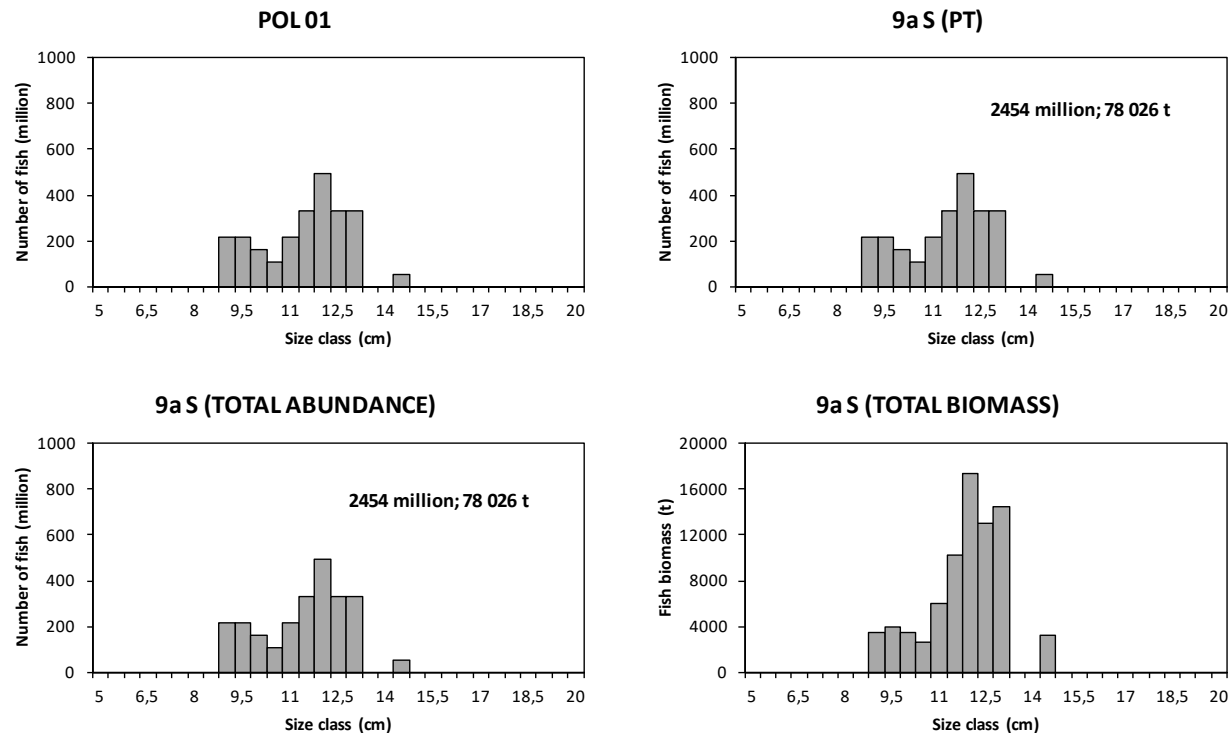 POL 01
Number of fish (million)
1000
800
600
400
200
0
5 6,5 8 9,5 11 12,5 14 15,5 17 18,5 20
Size class (cm)
9a S (PT)
Number of fish (million)
1000
800
600
400
200
0
2454 million; 78 026 t
5 6,5 8 9,5 11 12,5 14 15,5 17 18,5 20
Size class (cm)
9a S (TOTAL ABUNDANCE)
Number of fish (million)
1000
800
600
400
200
0
2454 million; 78 026 t
5 6,5 8 9,5 11 12,5 14 15,5 17 18,5 20
Size class (cm)
9a S (TOTAL BIOMASS)
Fish biomass (t)
20000
16000
12000
8000
4000
0
5 6,5 8 9,5 11 12,5 14 15,5 17 18,5 20
Size class (cm)